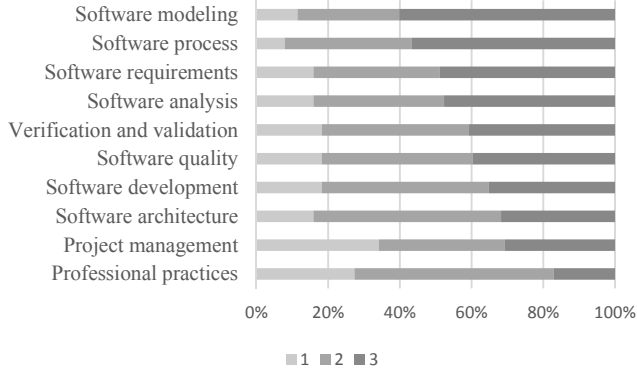 Software modeling
Software process
Software requirements
Software analysis
Verification and validation
Software quality
Software development
Software architecture
Project management
Professional practices
0% 20% 40% 60% 80% 100%
1 2 3